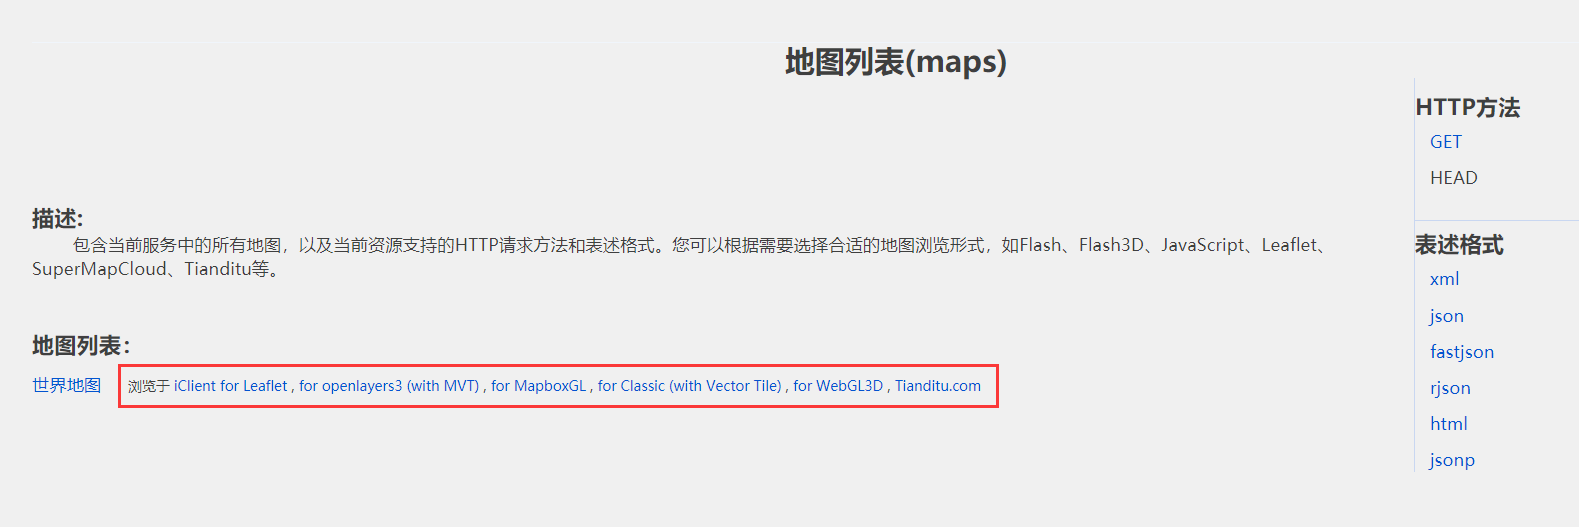 地图列表(maps)
描述:
包含当前服务中的所有地图，以及当前资源支持的HTTP请求方法和表述格式。您可以根据需要选择合适的地图浏览形式，如Flash、Flash3D、JavaScript、Leaflet、
SuperMapCloud、Tianditu等。
地图列表：
世界地图 浏览于 iClient for Leaflet , for openlayers3 (with MVT) , for MapboxGL , for Classic (with Vector Tile) , for WebGL3D , Tianditu.com
HTTP方法
GET
HEAD
表述格式
xml
json
fastjson
rjson
html
jsonp